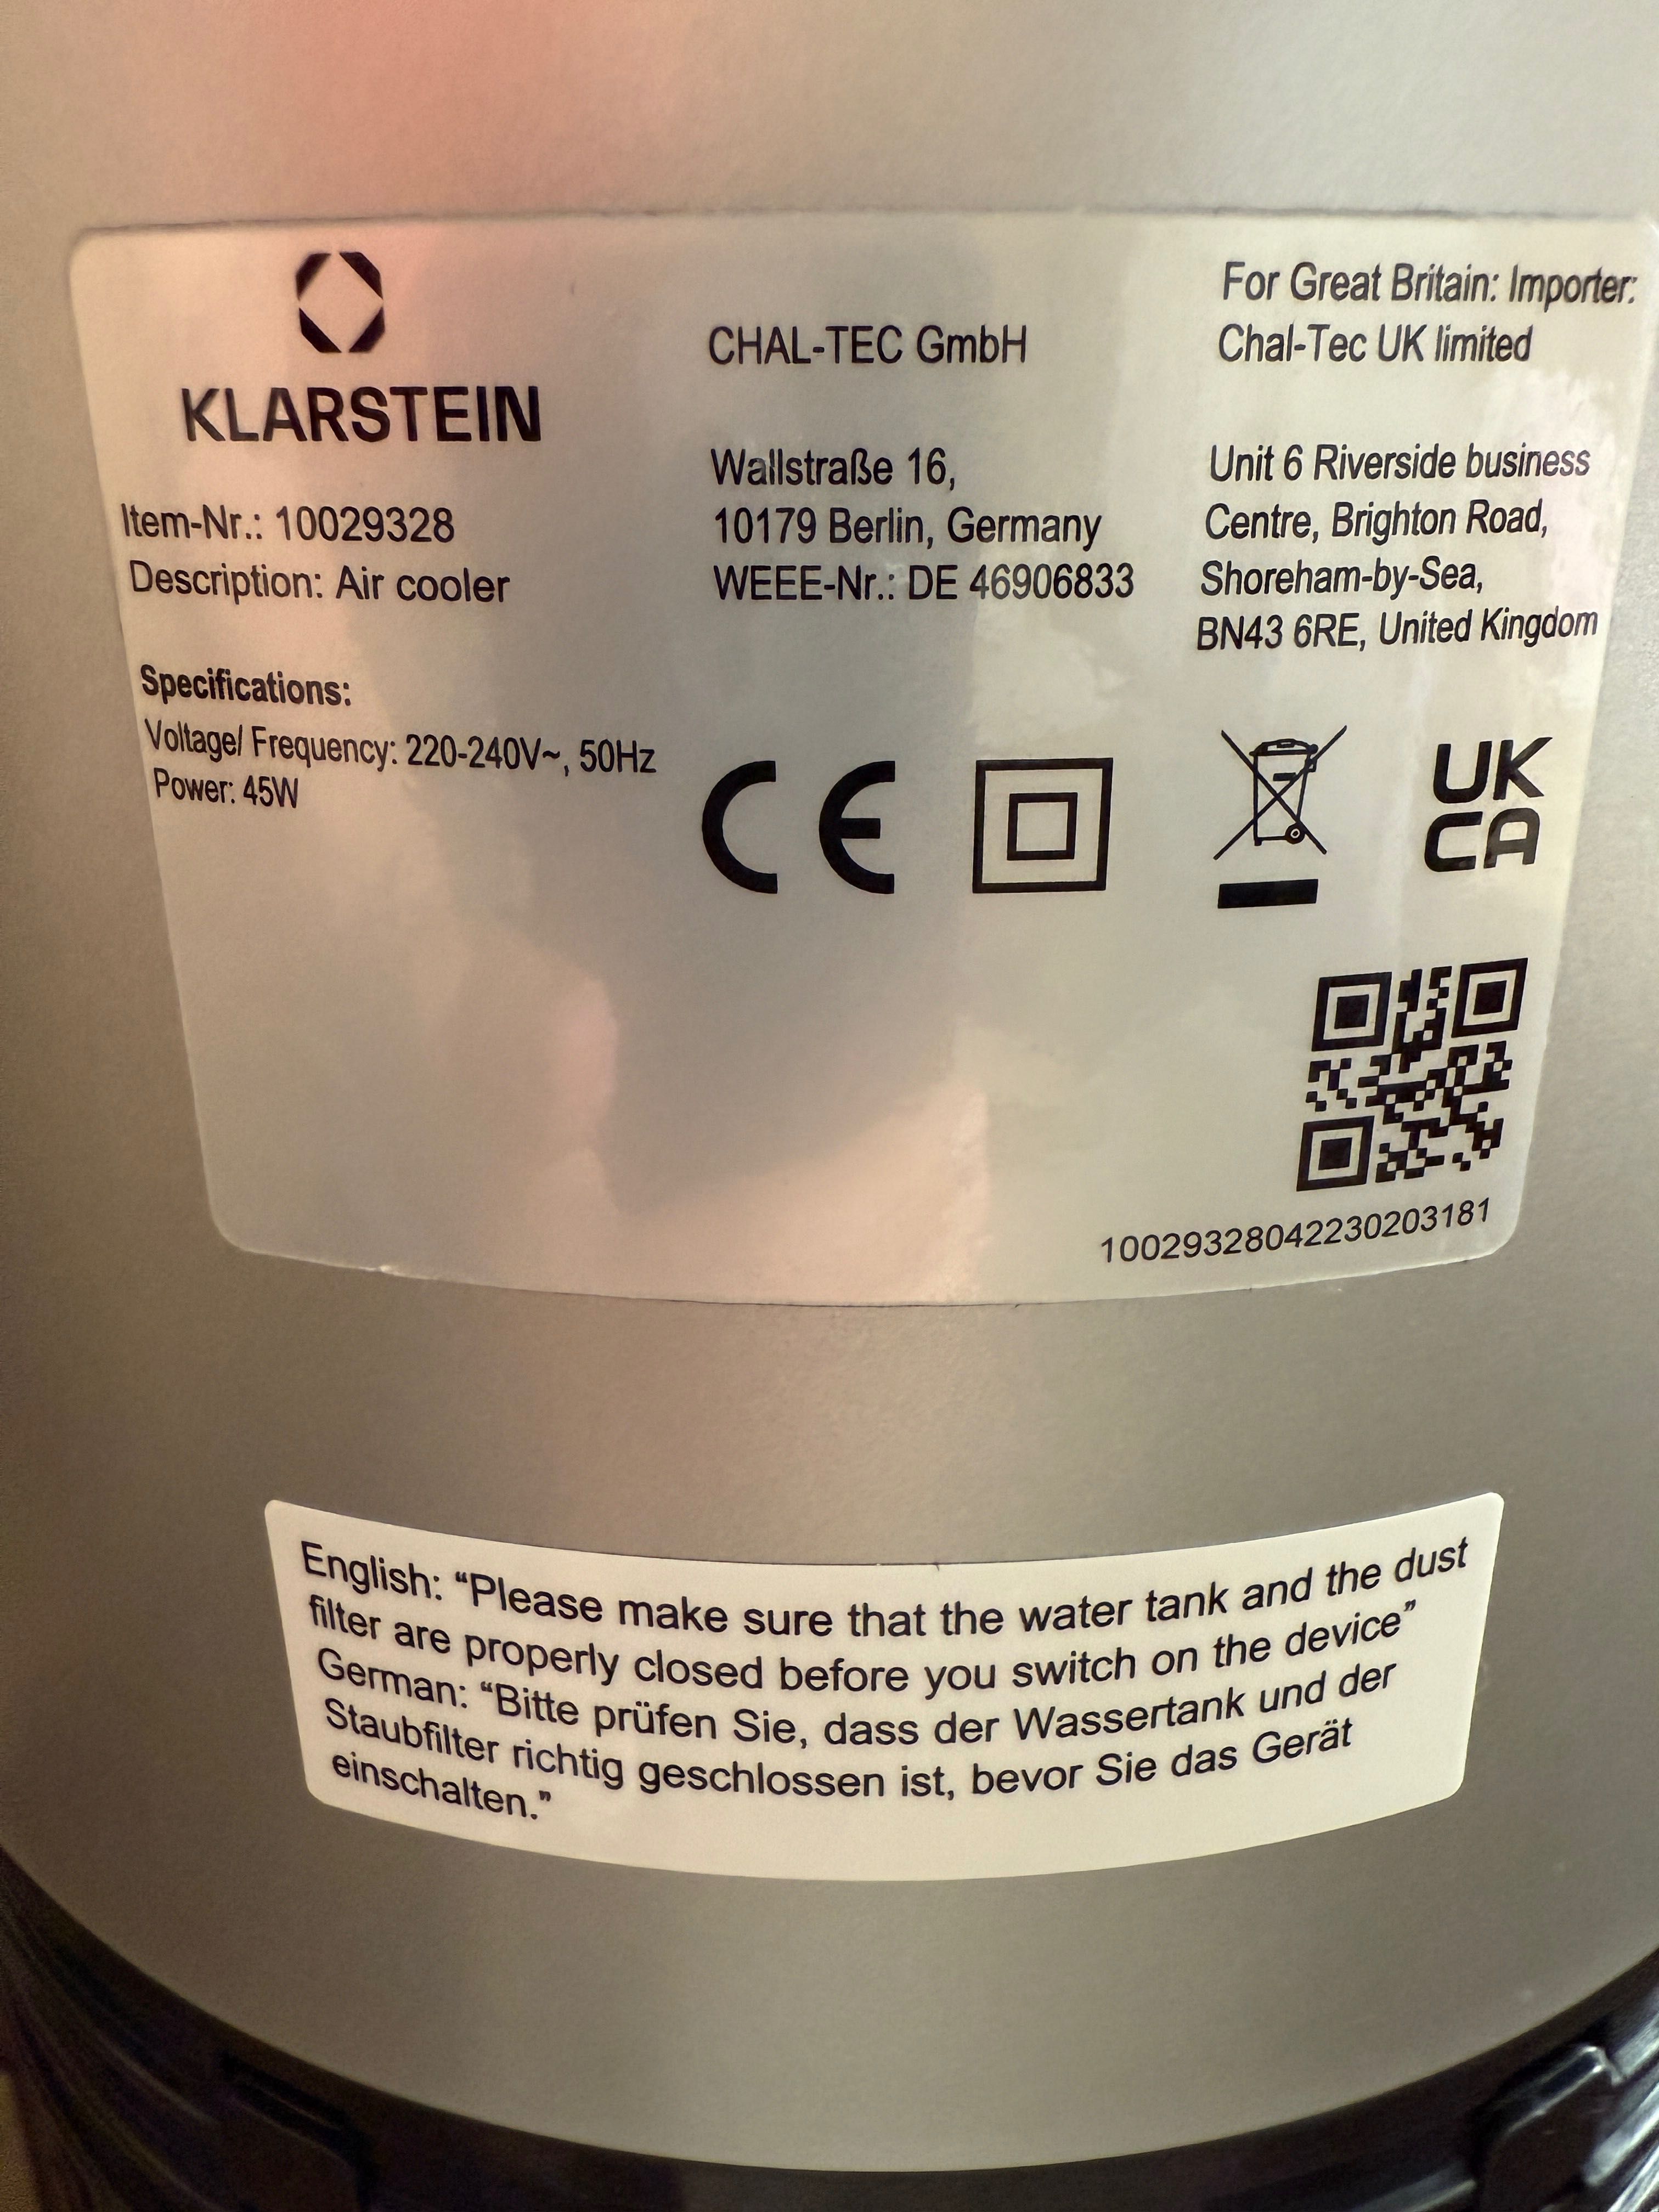 KLARSTEIN
Item-Nr.: 10029328
Description: Air cooler
Specifications:
Voltage/ Frequency: 220-240V~, 50Hz
Power: 45W
CHAL-TEC GmbH
Wallstraße 16,
10179 Berlin, Germany
WEEE-Nr.: DE 46906833
For Great Britain: Importer:
Chal-Tec UK limited
Unit 6 Riverside business
Centre, Brighton Road,
Shoreham-by-Sea,
BN43 6RE, United Kingdom
CE
UK
CA
10029328042230203181
English: “Please make sure that the water tank and the dust
filter are properly closed before you switch on the device”
German: “Bitte prüfen Sie, dass der Wassertank und der
Staubfilter richtig geschlossen ist, bevor Sie das Gerät
einschalten.”